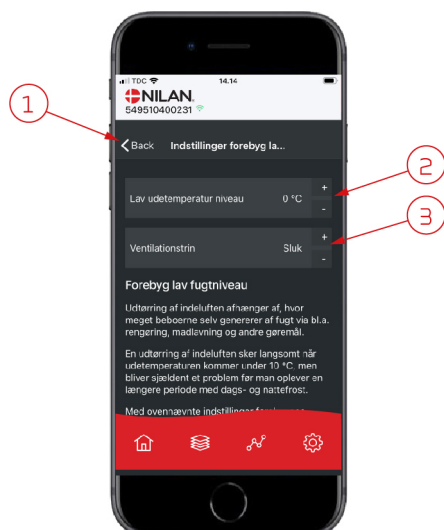 TDC
14.14
NILAN.
549510400231
1
Back
Indstillinger forebyg la...
Lav udetemperatur niveau 0 °C + -
2
Ventilationstrin Sluk + -
3
Forebyg lav fugtniveau
Udtørring af indeluften afhænger af, hvor
meget beboerne selv genererer af fugt via bl.a.
rengøring, madlavning og andre gøremål.
En udtørring af indeluften sker langsomt når
udetemperaturen kommer under 10 °C, men
bliver sjældent et problem før man oplever en
længere periode med dags- og nattefrost.
Med ovennævnte indstillinger